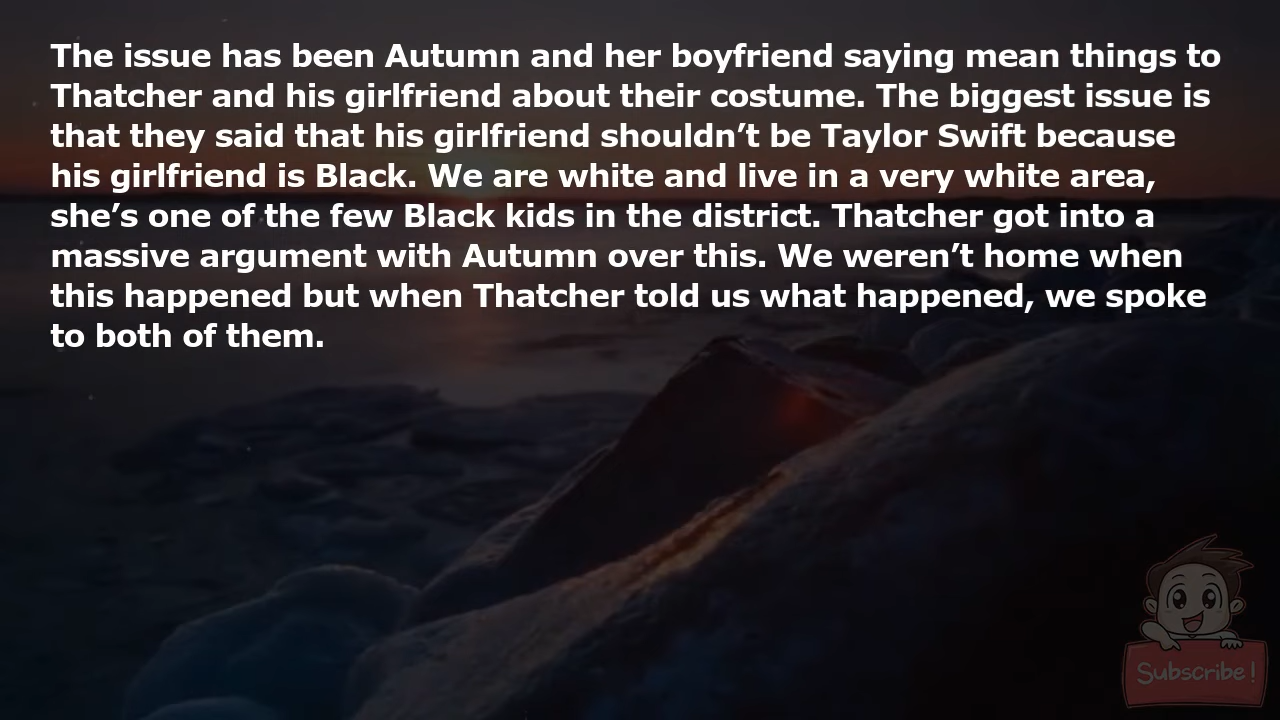 The issue has been Autumn and her boyfriend saying mean things to
Thatcher and his girlfriend about their costume. The biggest issue is
that they said that his girlfriend shouldn’t be Taylor Swift because
his girlfriend is Black. We are white and live in a very white area,
she’s one of the few Black kids in the district. Thatcher got into a
massive argument with Autumn over this. We weren’t home when
this happened but when Thatcher told us what happened, we spoke
to both of them.
Subscribe!